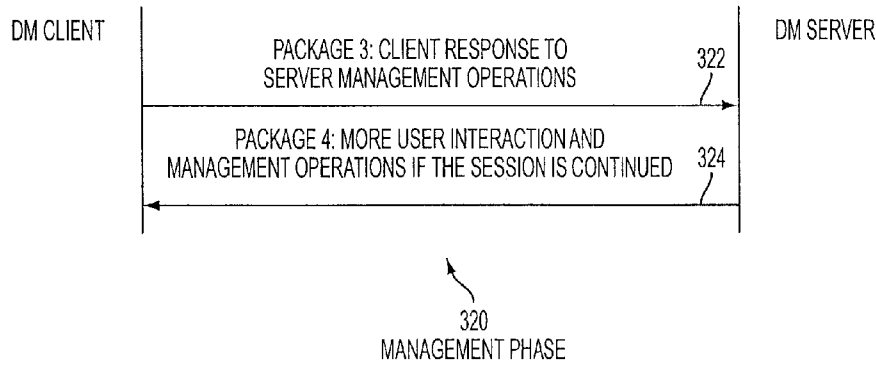 DM CLIENT
DM SERVER
PACKAGE 3: CLIENT RESPONSE TO
SERVER MANAGEMENT OPERATIONS
322
PACKAGE 4: MORE USER INTERACTION AND
MANAGEMENT OPERATIONS IF THE SESSION IS CONTINUED
324
320
MANAGEMENT PHASE